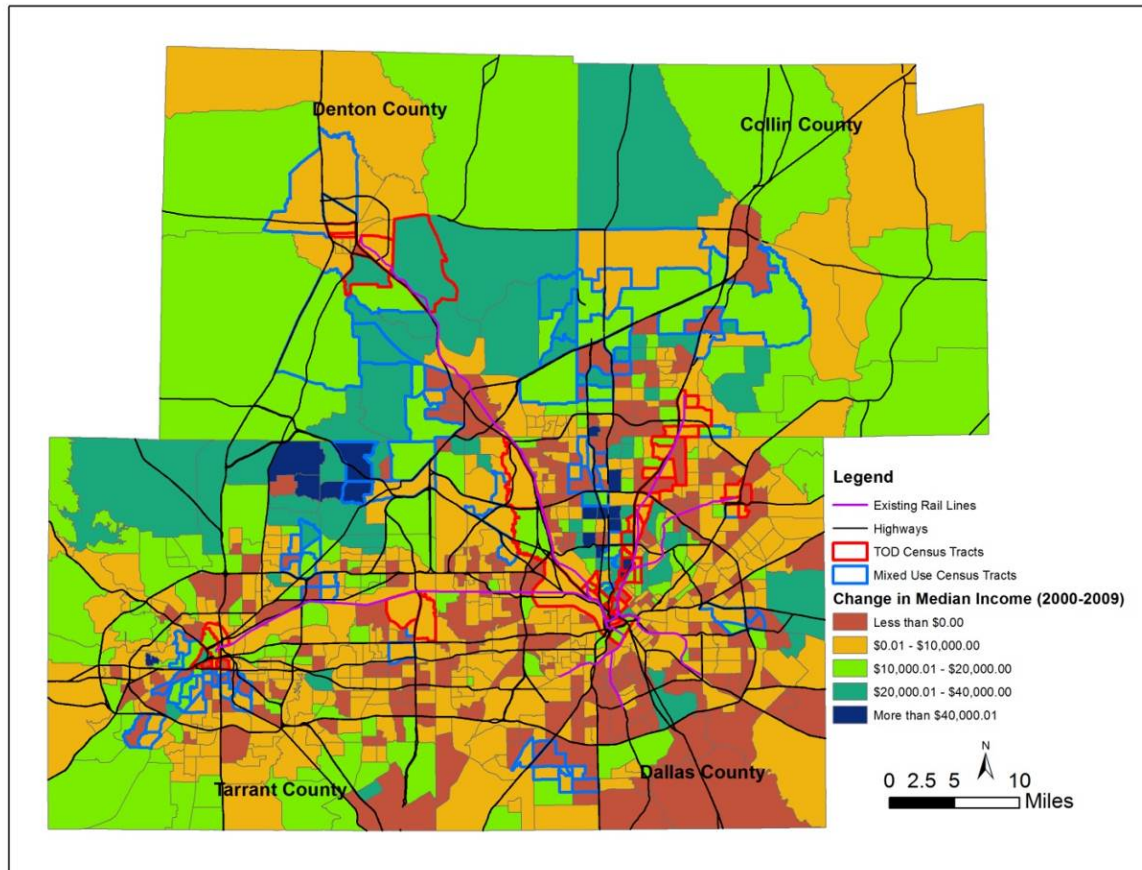 Denton County
Collin County
Legend
Existing Rail Lines
Highways
TOD Census Tracts
Mixed Use Census Tracts
Change in Median Income (2000-2009)
Less than $0.00
$0.01 - $10,000.00
$10,000.01 - $20,000.00
$20,000.01 - $40,000.00
More than $40,000.01
N
0 2.5 5 10
Miles
Tarrant County
Dallas County